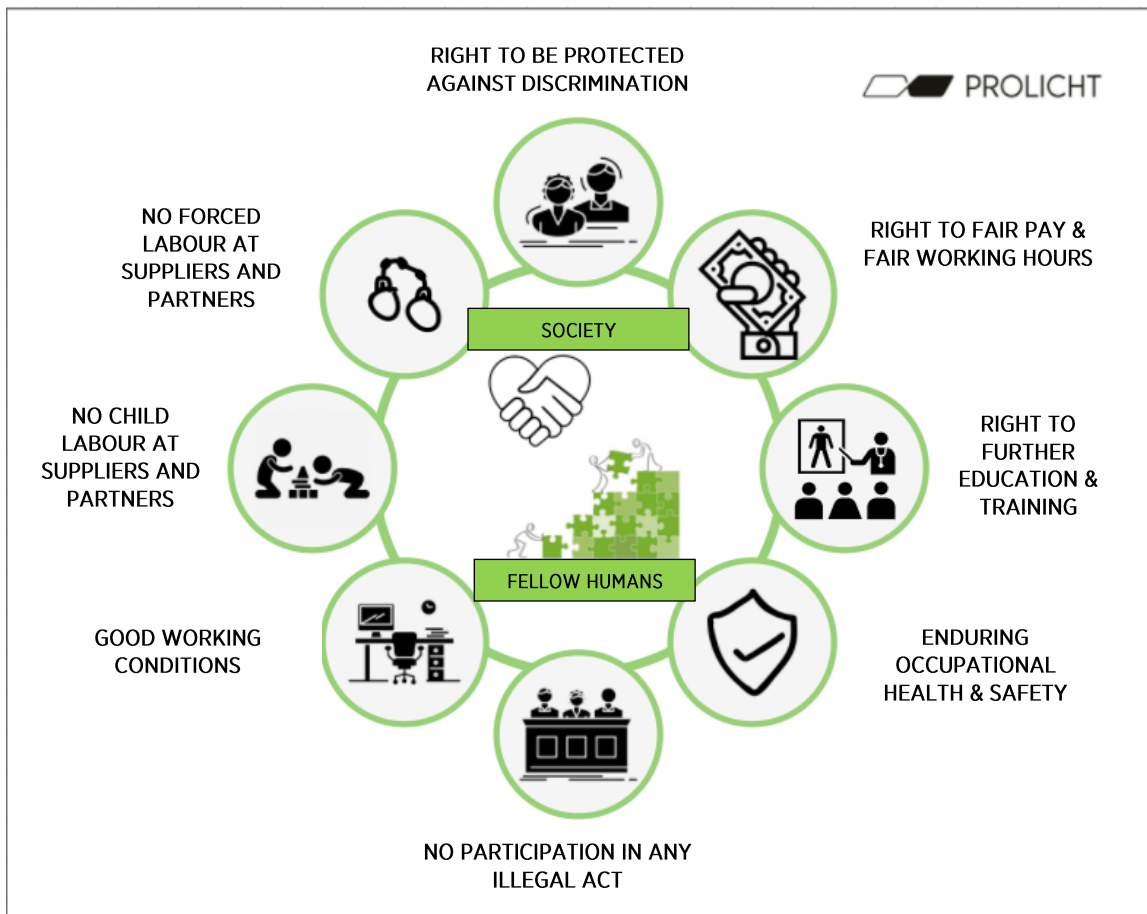 RIGHT TO BE PROTECTED
AGAINST DISCRIMINATION
PROLICHT
NO FORCED
LABOUR AT
SUPPLIERS AND
PARTNERS
RIGHT TO FAIR PAY &
FAIR WORKING HOURS
SOCIETY
NO CHILD
LABOUR AT
SUPPLIERS AND
PARTNERS
RIGHT TO
FURTHER
EDUCATION &
TRAINING
FELLOW HUMANS
GOOD WORKING
CONDITIONS
ENDURING
OCCUPATIONAL
HEALTH & SAFETY
NO PARTICIPATION IN ANY
ILLEGAL ACT